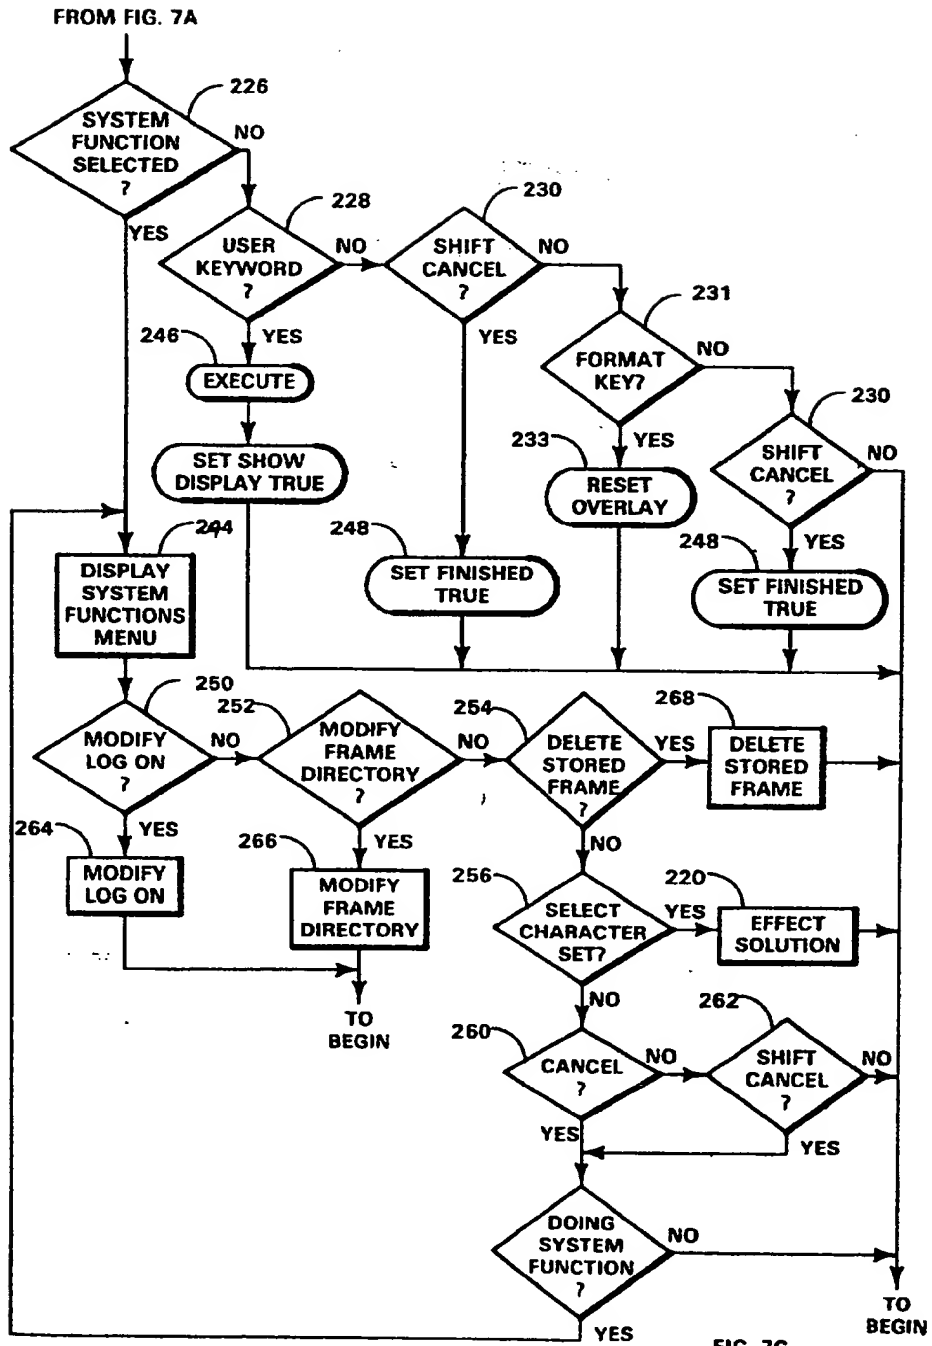 FROM FIG. 7A
226
SYSTEM
FUNCTION
SELECTED
?
NO
YES
228
USER
KEYWORD
?
NO
YES
230
SHIFT
CANCEL
?
NO
YES
231
FORMAT
KEY?
NO
YES
230
SHIFT
CANCEL
?
NO
YES
246
EXECUTE
SET SHOW
DISPLAY TRUE
233
RESET
OVERLAY
248
SET FINISHED
TRUE
248
SET FINISHED
TRUE
244
DISPLAY
SYSTEM
FUNCTIONS
MENU
250
MODIFY
LOG ON
?
NO
YES
252
MODIFY
FRAME
DIRECTORY
?
NO
YES
254
DELETE
STORED
FRAME
?
YES
NO
268
DELETE
STORED
FRAME
264
MODIFY
LOG ON
266
MODIFY
FRAME
DIRECTORY
TO
BEGIN
256
SELECT
CHARACTER
SET?
YES
NO
220
EFFECT
SOLUTION
260
CANCEL
?
NO
YES
262
SHIFT
CANCEL
?
NO
YES
DOING
SYSTEM
FUNCTION
?
NO
YES
TO
BEGIN
FIG. 7C